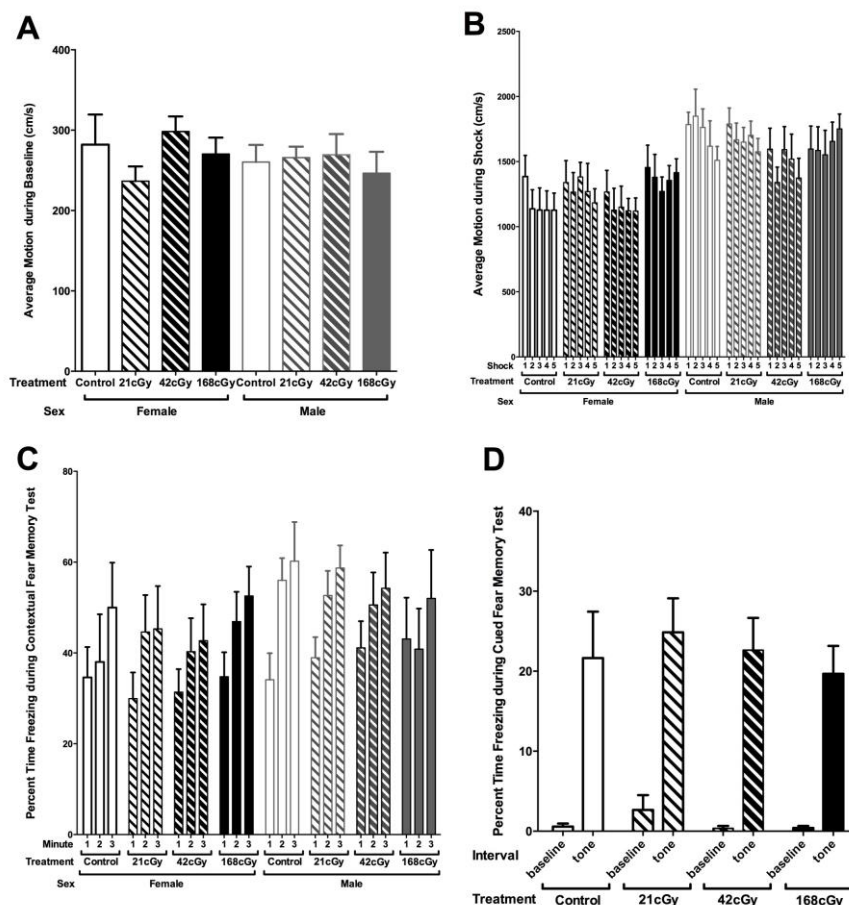 A
Average Motion during Baseline (cm/s)
400
300
200
100
0
Treatment Control 21cGy 42cGy 168cGy Control 21cGy 42cGy 168cGy
Sex Female Male
B
Average Motion during Shock (cm/s)
2500
2000
1500
1000
500
0
Shock 1 2 3 4 5 1 2 3 4 5 1 2 3 4 5 1 2 3 4 5 1 2 3 4 5 1 2 3 4 5 1 2 3 4 5 1 2 3 4 5
Treatment Control 21cGy 42cGy 168cGy Control 21cGy 42cGy 168cGy
Sex Female Male
C
Percent Time Freezing during Contextual Fear Memory Test
80
60
40
20
0
Minute 1 2 3 1 2 3 1 2 3 1 2 3 1 2 3 1 2 3 1 2 3 1 2 3
Treatment Control 21cGy 42cGy 168cGy Control 21cGy 42cGy 168cGy
Sex Female Male
D
Percent Time Freezing during Cued Fear Memory Test
40
30
20
10
0
Interval baseline tone baseline tone baseline tone baseline tone
Treatment Control 21cGy 42cGy 168cGy